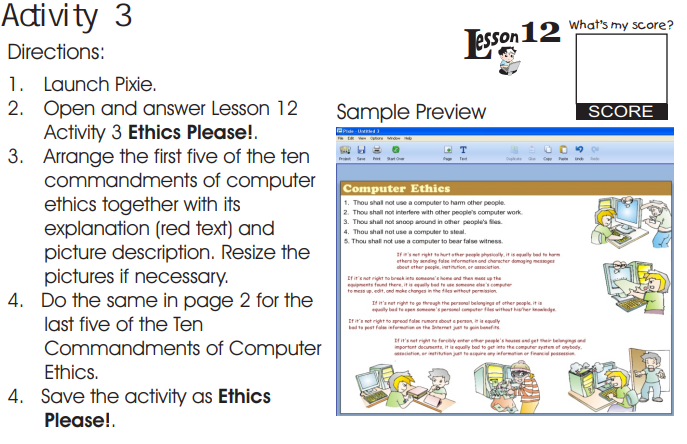 Activity 3
Directions:
1. Launch Pixie.
2. Open and answer Lesson 12
Activity 3 Ethics Please!.
3. Arrange the first five of the ten
commandments of computer
ethics together with its
explanation (red text) and
picture description. Resize the
pictures if necessary.
4. Do the same in page 2 for the
last five of the Ten
Commandments of Computer
Ethics.
4. Save the activity as Ethics
Please!.
Lesson 12
What's my score?
SCORE
Sample Preview
Pixie - Untitled 3
File Edit View Options Window Help
Project Save Print Start Over Page Text Duplicate Copy Paste Undo
Computer Ethics
1. Thou shall not use a computer to harm other people.
2. Thou shall not interfere with other people's computer work.
3. Thou shall not snoop around in other people's files.
4. Thou shall not use a computer to steal.
5. Thou shall not use a computer to bear false witness.
If it's not right to hurt other people physically, it is equally bad to harm
others by sending false information and character damaging messages
about other people, institution, or association.
If it's not right to break into someone's home and then mess up the
equipments found there, it is equally bad to use someone else's computer
to mess up, edit, and make changes in the files without permission.
If it's not right to go through the personal belongings of other people, it is
equally bad to open someone's personal computer files without his/her knowledge.
If it's not right to spread false rumors about a person, it is equally
bad to post false information on the Internet just to gain benefits.
If it's not right to forcibly enter other people's houses and get their belongings and
important documents, it is equally bad to get into the computer system of anybody,
association, or institution just to acquire any information or financial possession.